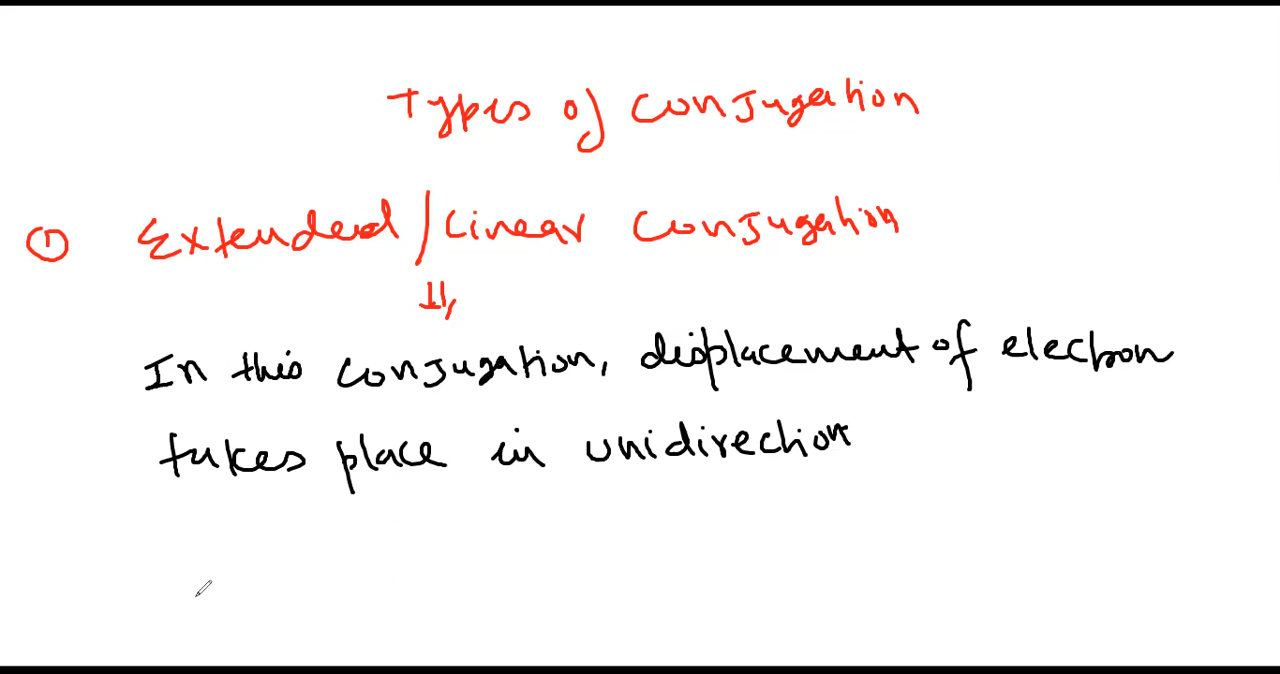 Types of conjugation
① Extended / Linear conjugation
⇓
In this conjugation, displacement of electron
takes place in unidirection